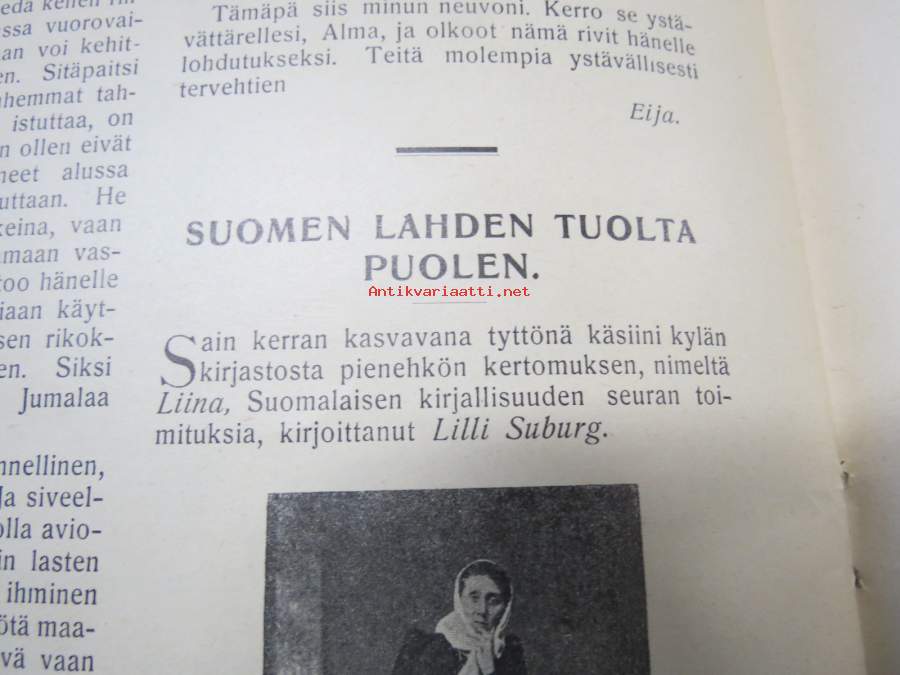 ssa vuorovai-
aan voi kehit-
en. Sitäpaitsi
nhemmat tah-
istuttaa, on
n ollen eivät
neet alussa
uttaan. He
keina, vaan
maan vas-
too hänelle
iaan käyt-
sen rikok-
en. Siksi
Jumalaa
nnellinen,
Ja siveel-
olla avio-
in lasten
ihminen
ötä maa-
vä vaan
Tämäpä siis minun neuvoni. Kerro se ystä-
vättärellesi, Alma, ja olkoot nämä rivit hänelle
lohdutukseksi. Teitä molempia ystävällisesti
tervehtien
Eija.
SUOMEN LAHDEN TUOLTA
PUOLEN.
Antikvariaatti.net
Sain kerran kasvavana tyttönä käsiini kylän
kirjastosta pienehkön kertomuksen, nimeltä
Liina, Suomalaisen kirjallisuuden seuran toi-
mituksia, kirjoittanut Lilli Suburg.